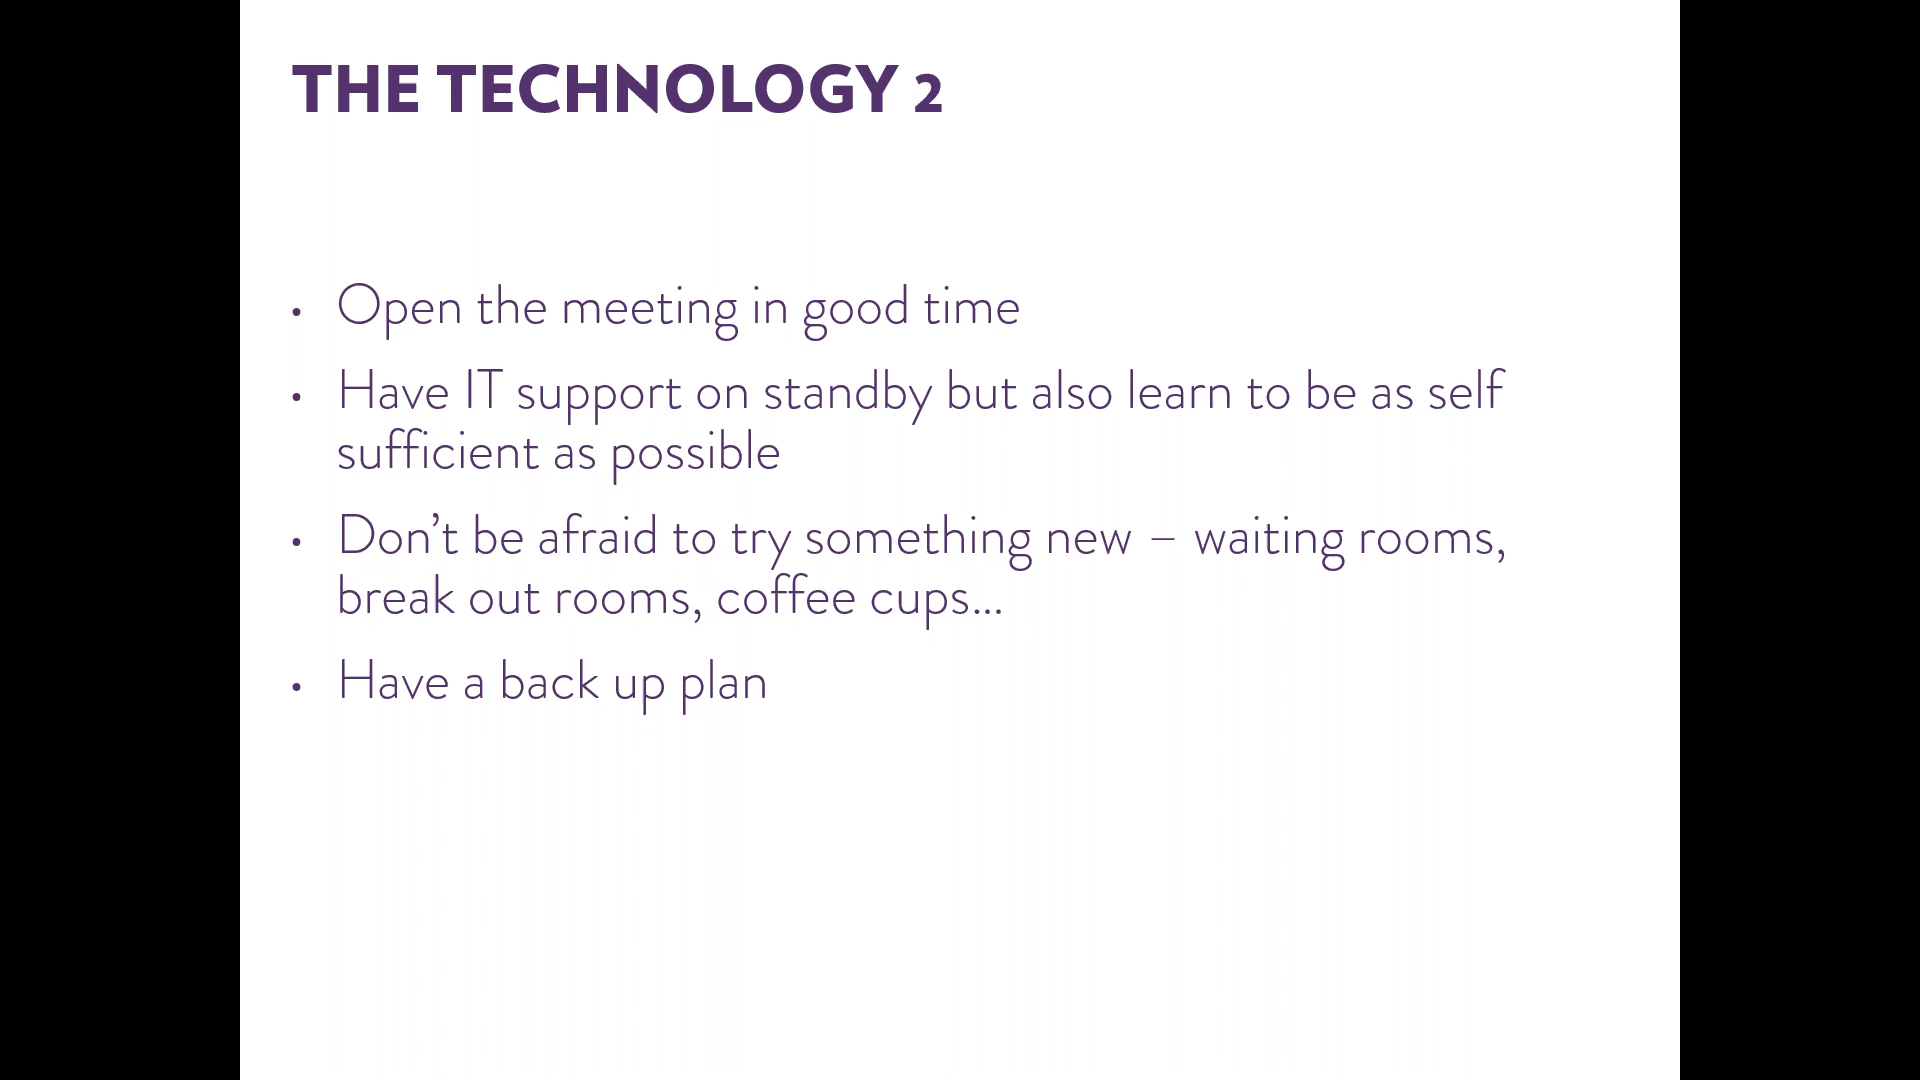 THE TECHNOLOGY 2
• Open the meeting in good time
• Have IT support on standby but also learn to be as self
sufficient as possible
• Don’t be afraid to try something new – waiting rooms,
break out rooms, coffee cups…
• Have a back up plan